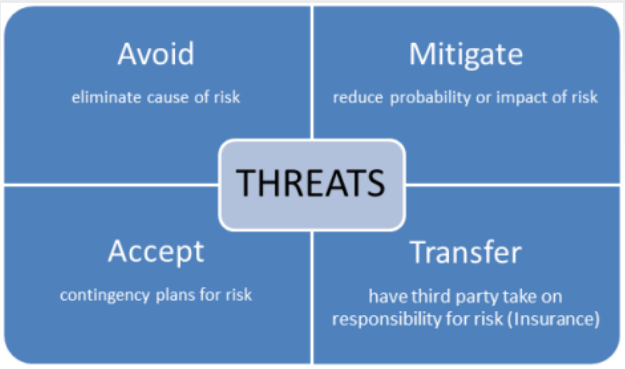 Avoid
eliminate cause of risk
Mitigate
reduce probability or impact of risk
THREATS
Accept
contingency plans for risk
Transfer
have third party take on
responsibility for risk (Insurance)